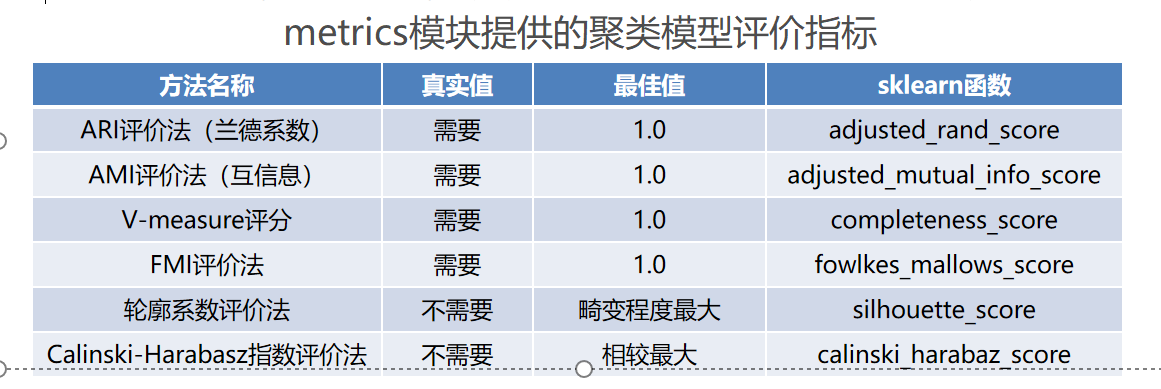 metrics模块提供的聚类模型评价指标
方法名称 真实值 最佳值 sklearn函数
ARI评价法（兰德系数） 需要 1.0 adjusted_rand_score
AMI评价法（互信息） 需要 1.0 adjusted_mutual_info_score
V-measure评分 需要 1.0 completeness_score
FMI评价法 需要 1.0 fowlkes_mallows_score
轮廓系数评价法 不需要 畸变程度最大 silhouette_score
Calinski-Harabasz指数评价法 不需要 相较最大 calinski_harabaz_score